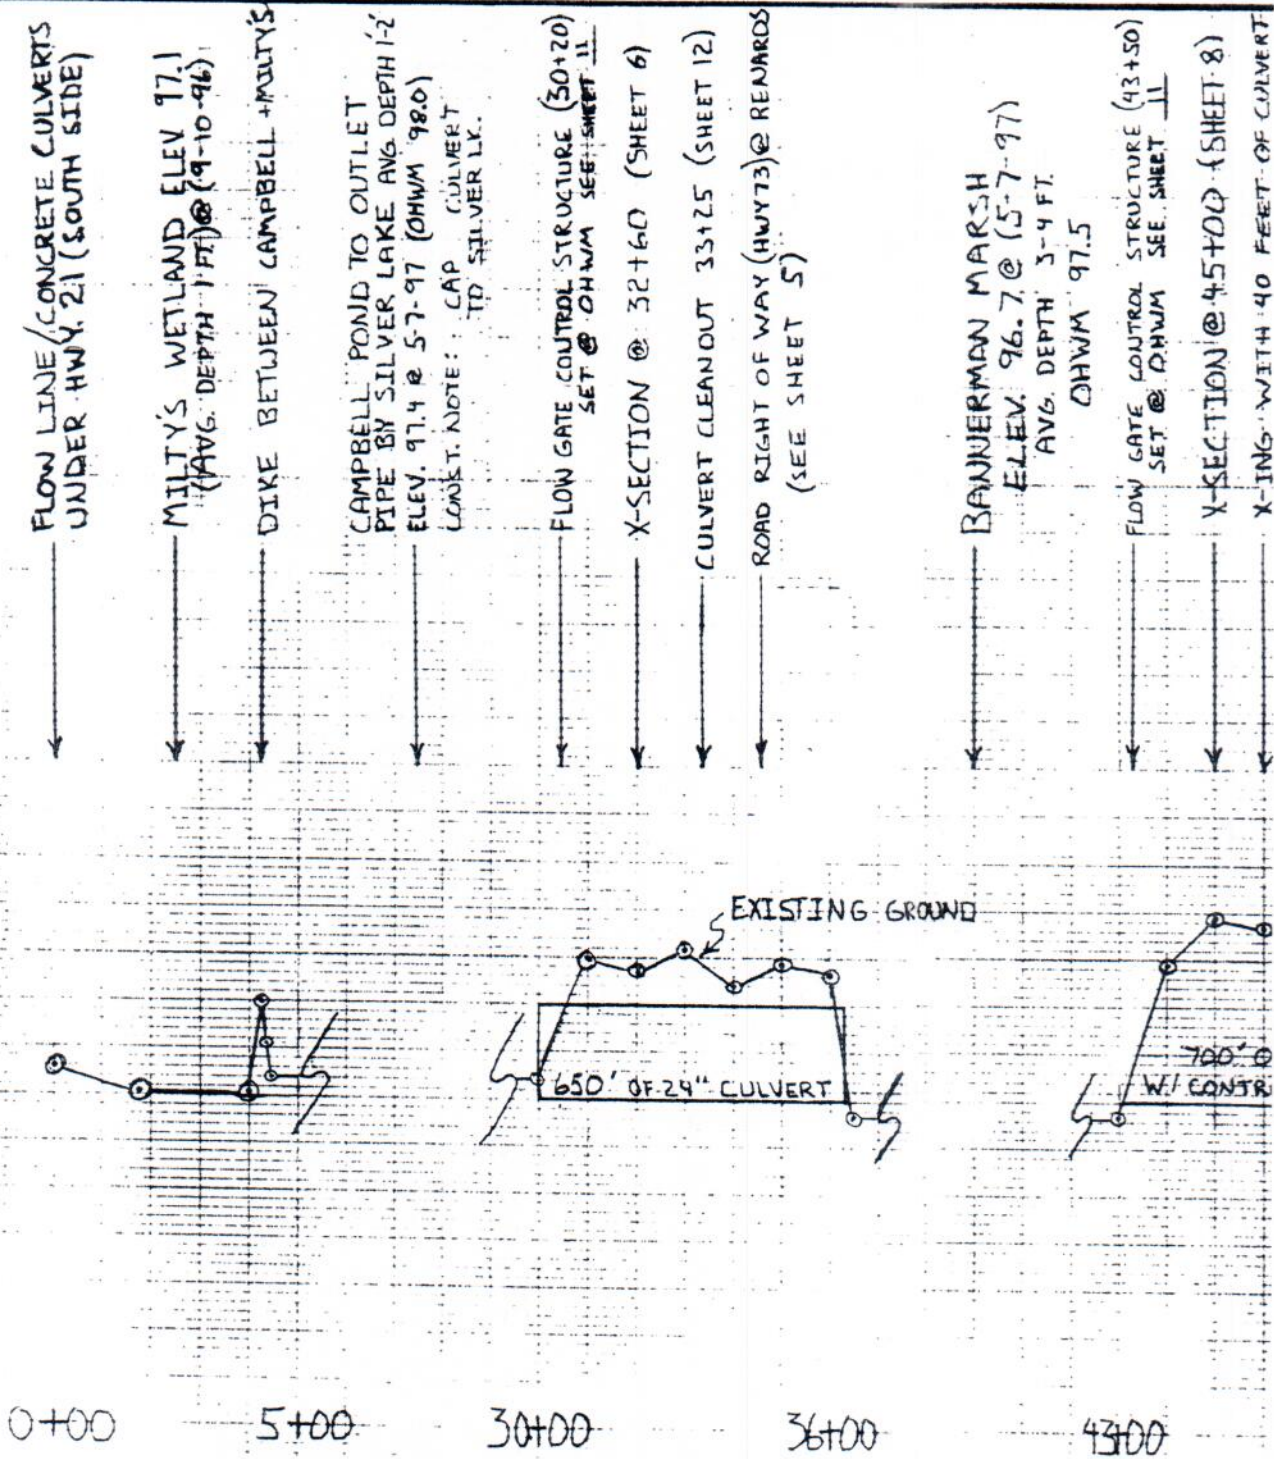 FLOW LINE/CONCRETE CULVERTS
UNDER HWY. 21 (SOUTH SIDE)
MILTY'S WETLAND ELEV 97.1
(AVG. DEPTH 1 FT) @ (9-10-96)
DIKE BETWEEN CAMPBELL + MILTY'S
CAMPBELL POND TO OUTLET
PIPE BY SILVER LAKE AVG. DEPTH 1-2'
ELEV. 97.4 @ 5-7-97 (OHWM 98.0)
CONST. NOTE: CAP CULVERT
TO SILVER LK.
FLOW GATE CONTROL STRUCTURE (30+20)
SET @ OHWM SEE SHEET 11
X-SECTION @ 32+60 (SHEET 6)
CULVERT CLEANOUT 33+25 (SHEET 12)
ROAD RIGHT OF WAY (HWY 73) @ RENARDS
(SEE SHEET 5)
BANNERMAN MARSH
ELEV. 96.7 @ (5-7-97)
AVG. DEPTH 3-4 FT.
OHWM 97.5
FLOW GATE CONTROL STRUCTURE (43+50)
SET @ OHWM SEE SHEET 11
X-SECTION @ 45+00 (SHEET 8)
X-ING WITH 40 FEET OF CULVERT
EXISTING GROUND
650' OF 24" CULVERT
700' O
W/ CONTR
0+00 5+00 30+00 36+00 43+00